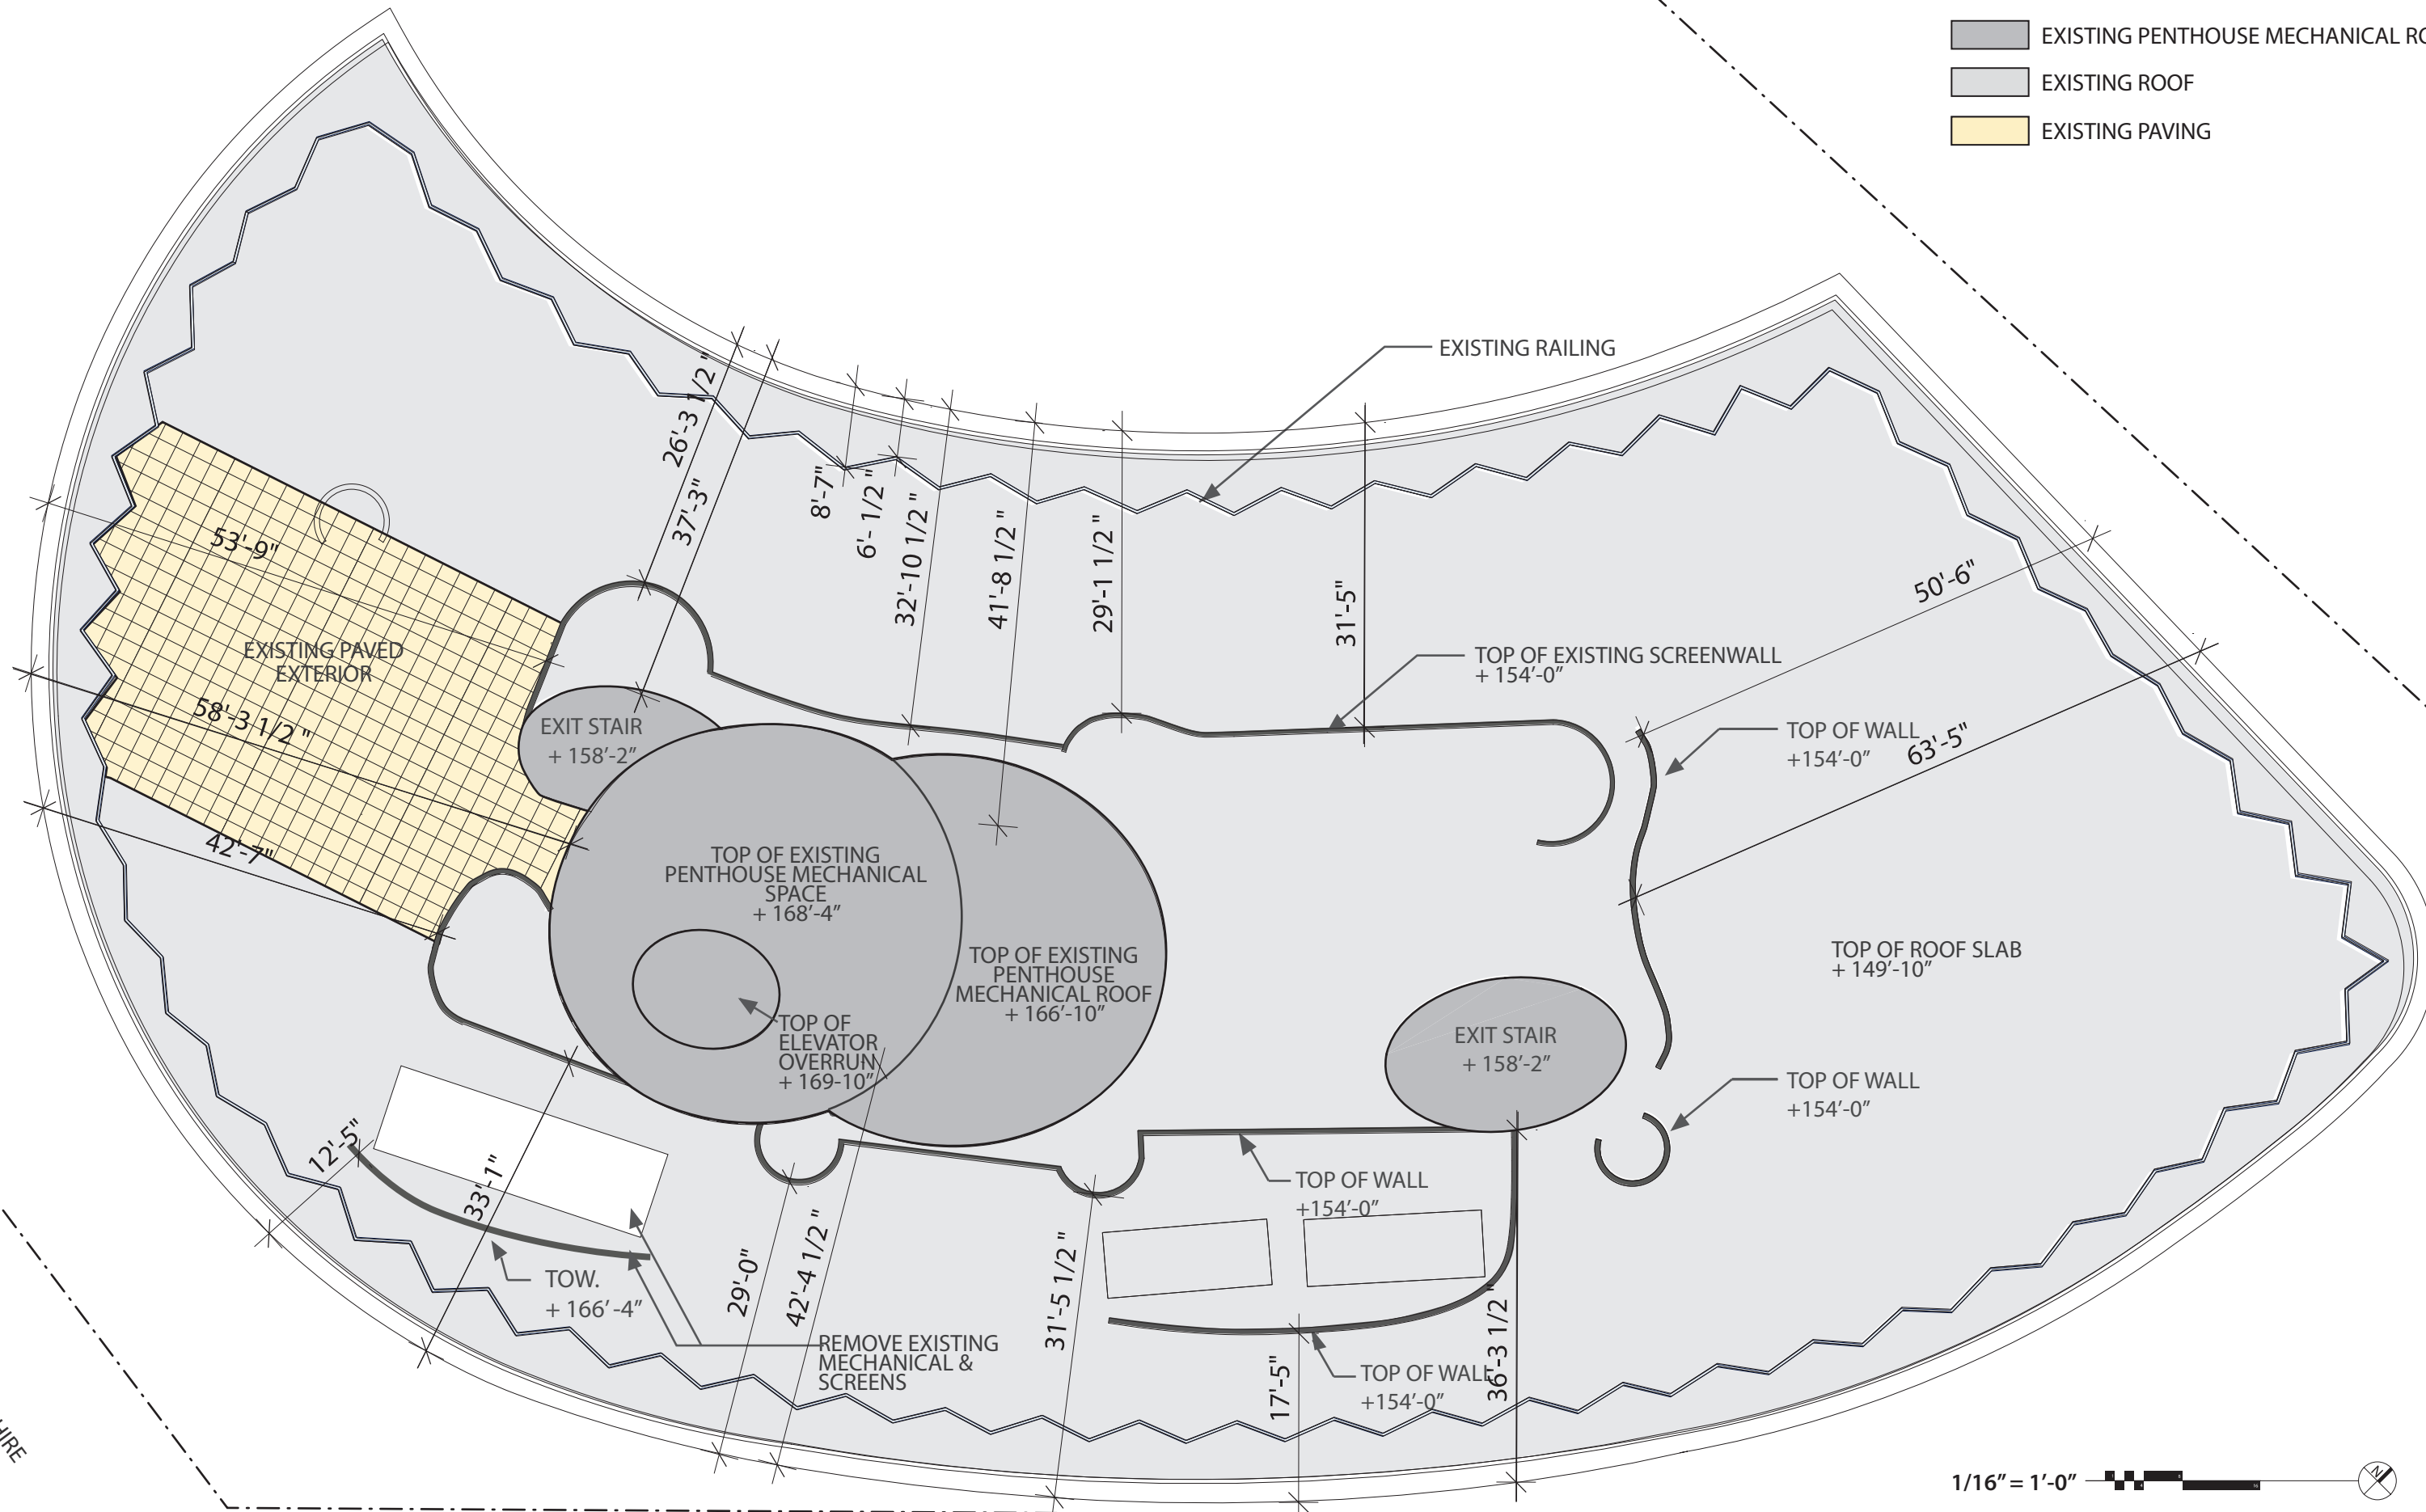 EXISTING PENTHOUSE MECHANICAL
EXISTING ROOF
EXISTING PAVING
EXISTING RAILING
26'-3 1/2 "
37'-3"
8'-7"
6'- 1/2 "
32'-10 1/2 "
41'-8 1/2 "
29'-1 1/2 "
31'-5"
50'-6"
63'-5"
53'-9"
EXISTING PAVED
EXTERIOR
58'-3 1/2 "
42'-7"
EXIT STAIR
+ 158'-2"
TOP OF EXISTING SCREENWALL
+ 154'-0"
TOP OF WALL
+154'-0"
TOP OF EXISTING
PENTHOUSE MECHANICAL
SPACE
+ 168'-4"
TOP OF EXISTING
PENTHOUSE
MECHANICAL ROOF
+ 166'-10"
TOP OF
ELEVATOR
OVERRUN
+ 169-10"
TOP OF ROOF SLAB
+ 149'-10"
EXIT STAIR
+ 158'-2"
TOP OF WALL
+154'-0"
TOP OF WALL
+154'-0"
12'-5"
33'-1"
TOW.
+ 166' -4"
29'-0"
42'-4 1/2 "
31'-5 1/2 "
17'-5"
36'-3 1/2 "
REMOVE EXISTING
MECHANICAL &
SCREENS
TOP OF WALL
+154'-0"
1/16" = 1'-0"
N